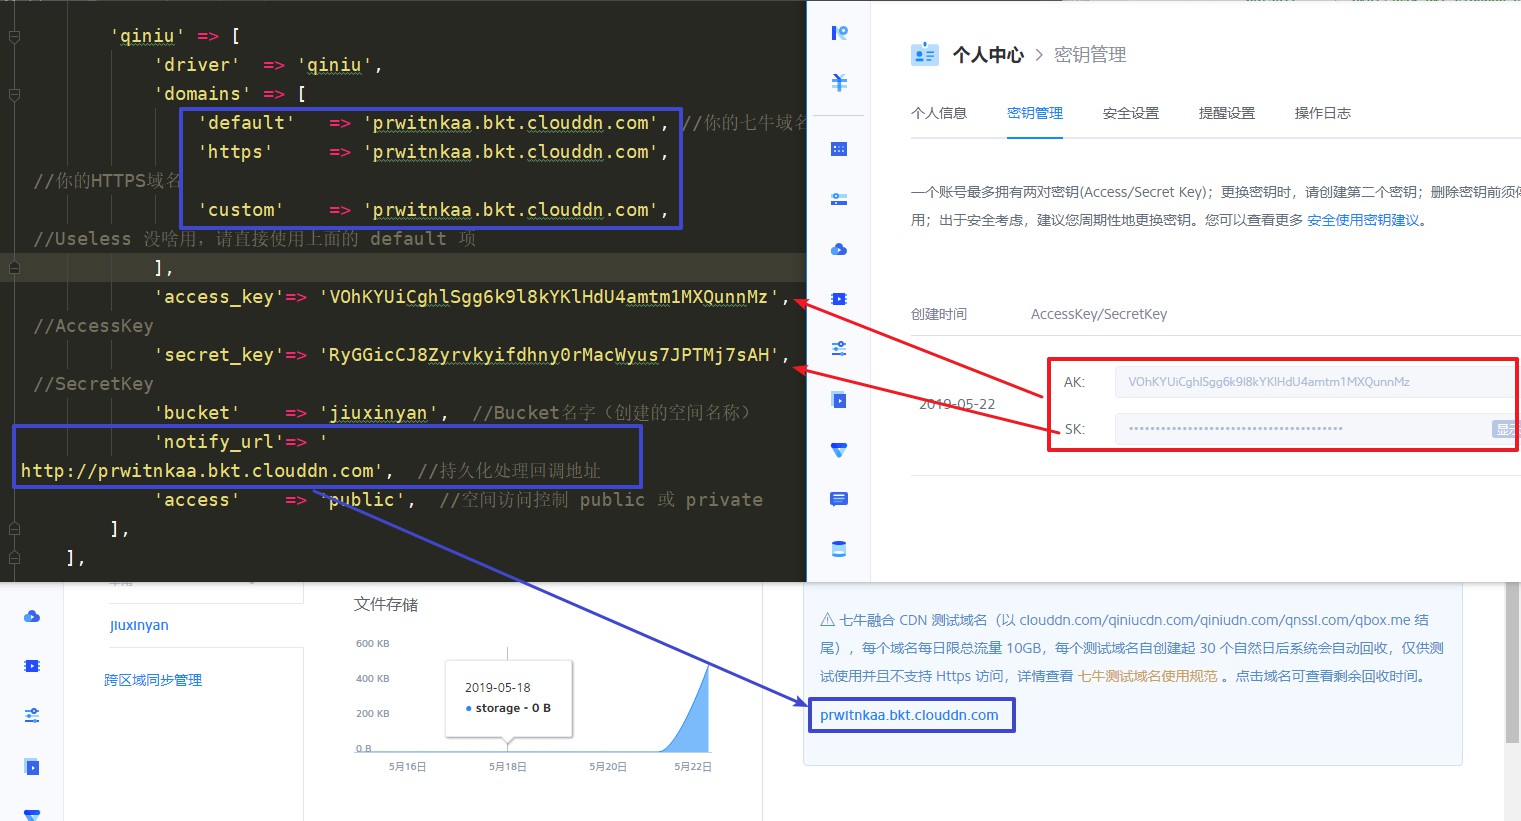 'qiniu' => [
'driver' => 'qiniu',
'domains' => [
'default' => 'prwitnkaa.bkt.clouddn.com', //你的七牛域名
'https' => 'prwitnkaa.bkt.clouddn.com',
//你的HTTPS域名
'custom' => 'prwitnkaa.bkt.clouddn.com',
//Useless 没啥用，请直接使用上面的 default 项
],
'access_key'=> 'VOhKYUiCghlSgg6k9l8kYKlHdU4amtm1MXQunnMz',
//AccessKey
'secret_key'=> 'RyGGicCJ8Zyrvkyifdhny0rMacWyus7JPTMj7sAH',
//SecretKey
'bucket' => 'jiuxinyan', //Bucket名字（创建的空间名称）
'notify_url'=> '
http://prwitnkaa.bkt.clouddn.com', //持久化处理回调地址
'access' => 'public', //空间访问控制 public 或 private
],
],
个人中心 > 密钥管理
个人信息 密钥管理 安全设置 提醒设置 操作日志
一个账号最多拥有两对密钥(Access/Secret Key)；更换密钥时，请创建第二个密钥；删除密钥前须
用；出于安全考虑，建议您周期性地更换密钥。您可以查看更多 安全使用密钥建议。
创建时间 AccessKey/SecretKey
2019-05-22
AK: VOhKYUiCghlSgg6k9l8kYKlHdU4amtm1MXQunnMz
SK: •••••••••••••••••••••••••••••••••••••••• 显示
jiuxinyan
跨区域同步管理
文件存储
600 KB
400 KB
200 KB
0 B
2019-05-18
storage - 0 B
5月16日 5月18日 5月20日 5月22日
七牛融合 CDN 测试域名（以 clouddn.com/qiniucdn.com/qiniudn.com/qnssl.com/qbox.me 结
尾），每个域名每日限总流量 10GB，每个测试域名自创建起 30 个自然日后系统会自动回收，仅供测
试使用并且不支持 Https 访问，详情查看 七牛测试域名使用规范 。点击域名可查看剩余回收时间。
prwitnkaa.bkt.clouddn.com